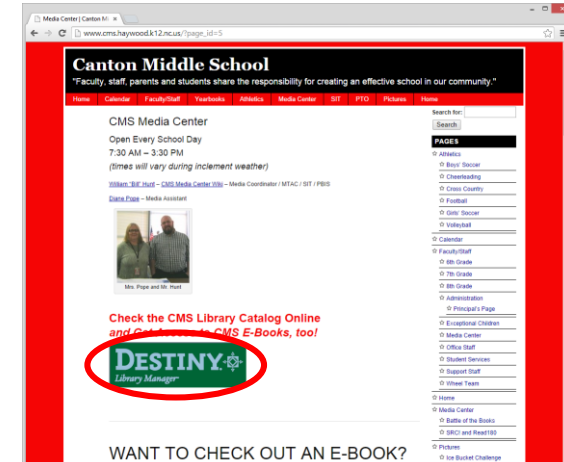 Media Center | Canton Mi
www.cms.haywood.k12.nc.us/?page_id=5
Canton Middle School
"Faculty, staff, parents and students share the responsibility for creating an effective school in our community."
Home Calendar Faculty/Staff Yearbooks Athletics Media Center SIT PTO Pictures Home
CMS Media Center
Open Every School Day
7:30 AM – 3:30 PM
(times will vary during inclement weather)
William 'Bill' Hunt – CMS Media Center Wiki – Media Coordinator / MTAC / SIT / PBIS
Diane Pope – Media Assistant
Mrs. Pope and Mr. Hunt
Check the CMS Library Catalog Online
and Get Access to CMS E-Books, too!
DESTINY
Library Manager™
WANT TO CHECK OUT AN E-BOOK?
Search for:
Search
PAGES
Athletics
Boys' Soccer
Cheerleading
Cross Country
Football
Girls' Soccer
Volleyball
Calendar
Faculty/Staff
6th Grade
7th Grade
8th Grade
Administration
Principal's Page
Exceptional Children
Media Center
Office Staff
Student Services
Support Staff
Wheel Team
Home
Media Center
Battle of the Books
SRCI and Read180
Pictures
Ice Bucket Challenge